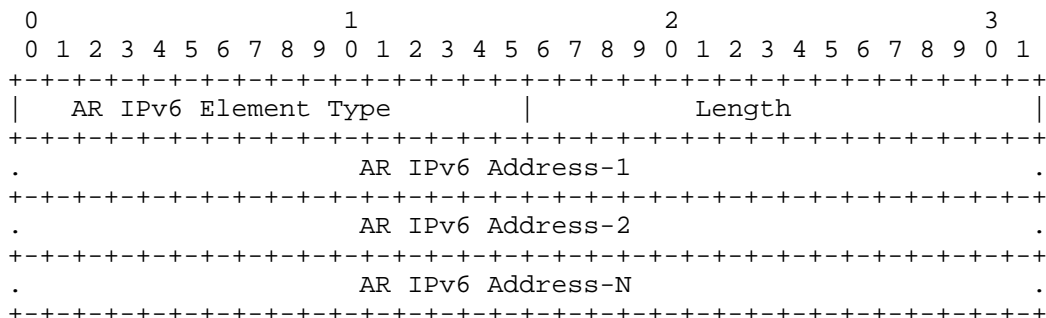 0                   1                   2                   3
 0 1 2 3 4 5 6 7 8 9 0 1 2 3 4 5 6 7 8 9 0 1 2 3 4 5 6 7 8 9 0 1
+-+-+-+-+-+-+-+-+-+-+-+-+-+-+-+-+-+-+-+-+-+-+-+-+-+-+-+-+-+-+-+-+
|   AR IPv6 Element Type        |          Length               |
+-+-+-+-+-+-+-+-+-+-+-+-+-+-+-+-+-+-+-+-+-+-+-+-+-+-+-+-+-+-+-+-+
.                     AR IPv6 Address-1                         .
+-+-+-+-+-+-+-+-+-+-+-+-+-+-+-+-+-+-+-+-+-+-+-+-+-+-+-+-+-+-+-+-+
.                     AR IPv6 Address-2                         .
+-+-+-+-+-+-+-+-+-+-+-+-+-+-+-+-+-+-+-+-+-+-+-+-+-+-+-+-+-+-+-+-+
.                     AR IPv6 Address-N                         .
+-+-+-+-+-+-+-+-+-+-+-+-+-+-+-+-+-+-+-+-+-+-+-+-+-+-+-+-+-+-+-+-+